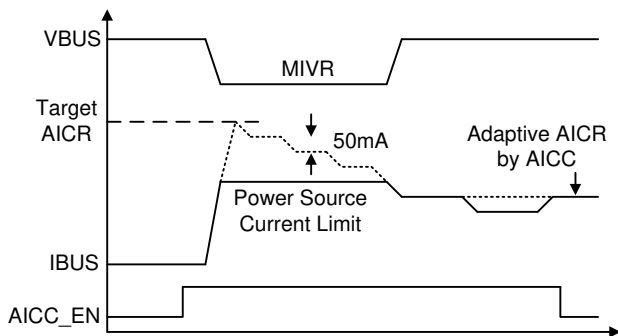 VBUS
MIVR
Target
AICR
50mA
Adaptive AICR
by AICC
Power Source
Current Limit
IBUS
AICC_EN